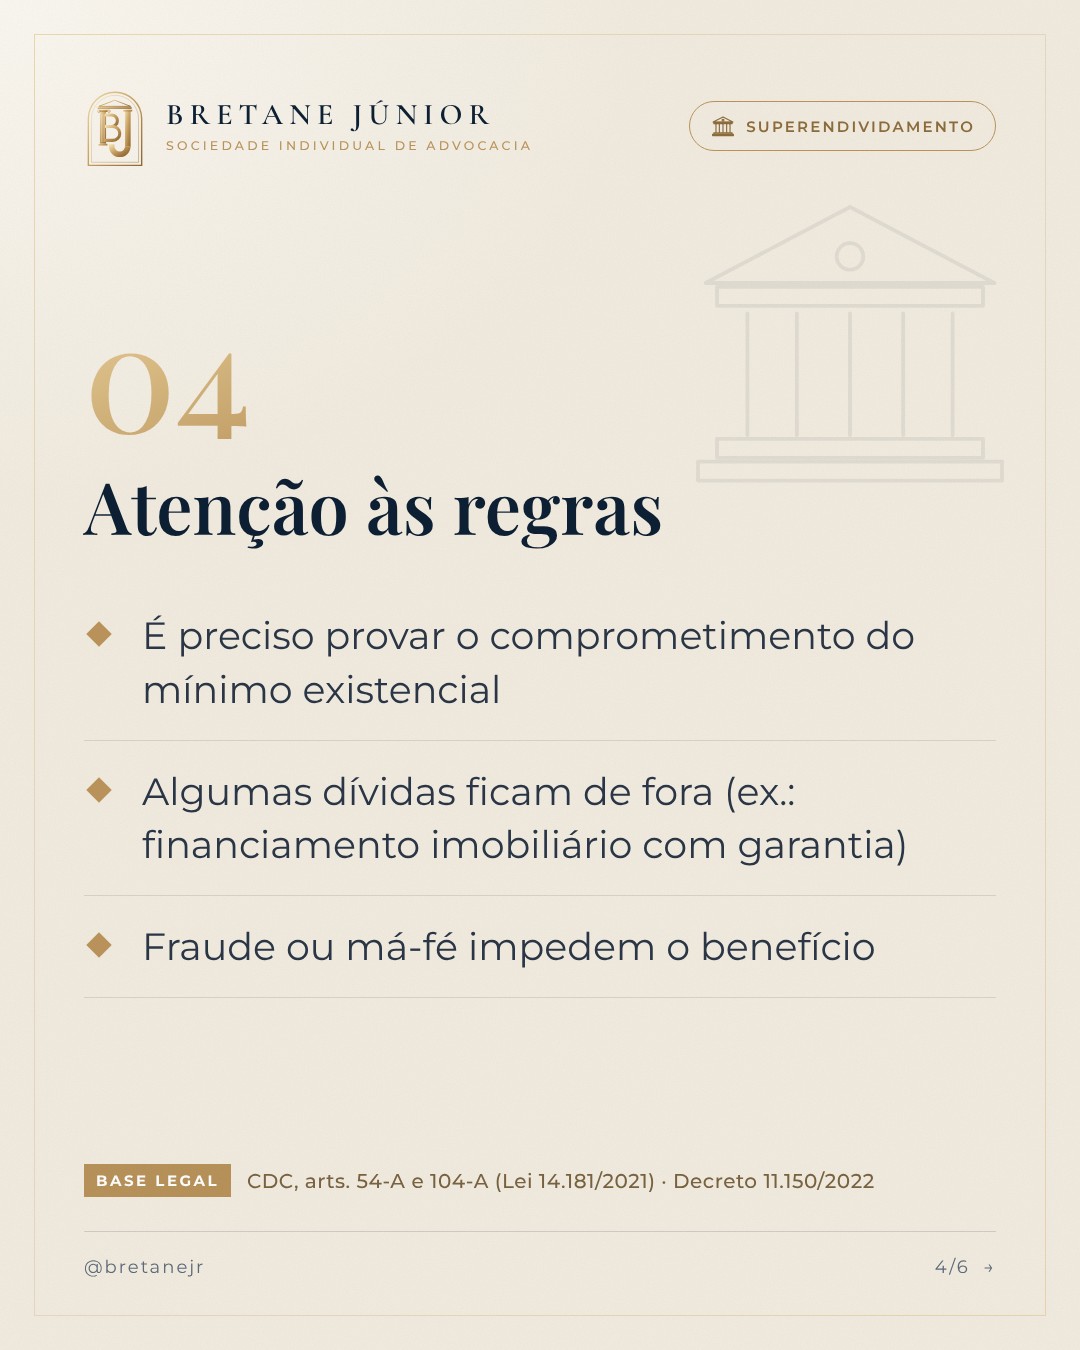 BJ
BRETANE JÚNIOR
SOCIEDADE INDIVIDUAL DE ADVOCACIA
SUPERENDIVIDAMENTO
04
Atenção às regras
É preciso provar o comprometimento do
mínimo existencial
Algumas dívidas ficam de fora (ex.:
financiamento imobiliário com garantia)
Fraude ou má-fé impedem o benefício
BASE LEGAL CDC, arts. 54-A e 104-A (Lei 14.181/2021) · Decreto 11.150/2022
@bretanejr
4/6 →